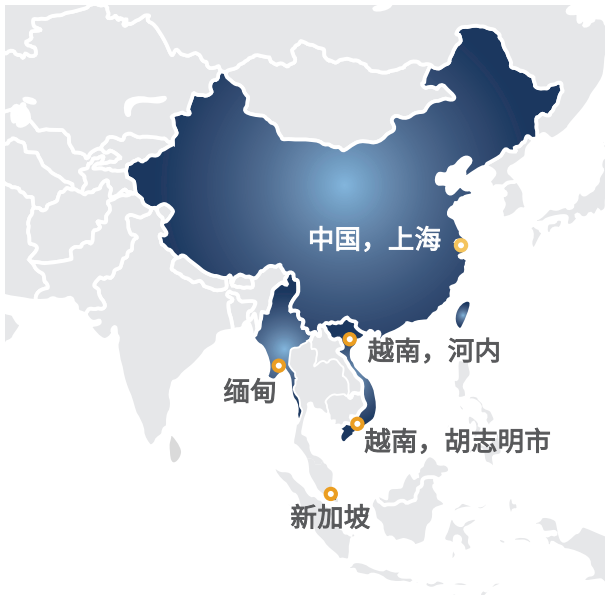 中国，上海
越南，河内
缅甸
越南，胡志明市
新加坡